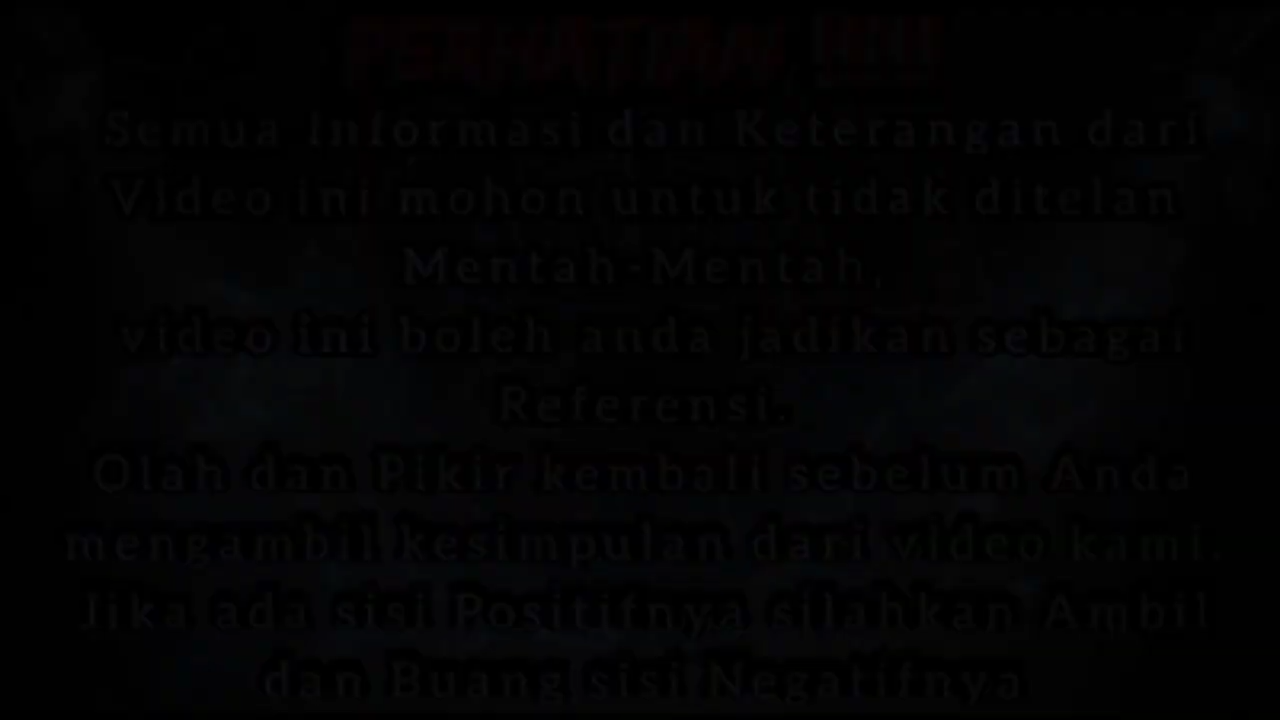 PERHATIAN !!!!
Semua Informasi dan Keterangan dari
Video ini mohon untuk tidak ditelan
Mentah-Mentah,
video ini boleh anda jadikan sebagai
Referensi.
Olah dan Pikir kembali sebelum Anda
mengambil kesimpulan dari video kami.
Jika ada sisi Positifnya silahkan Ambil
dan Buang sisi Negatifnya